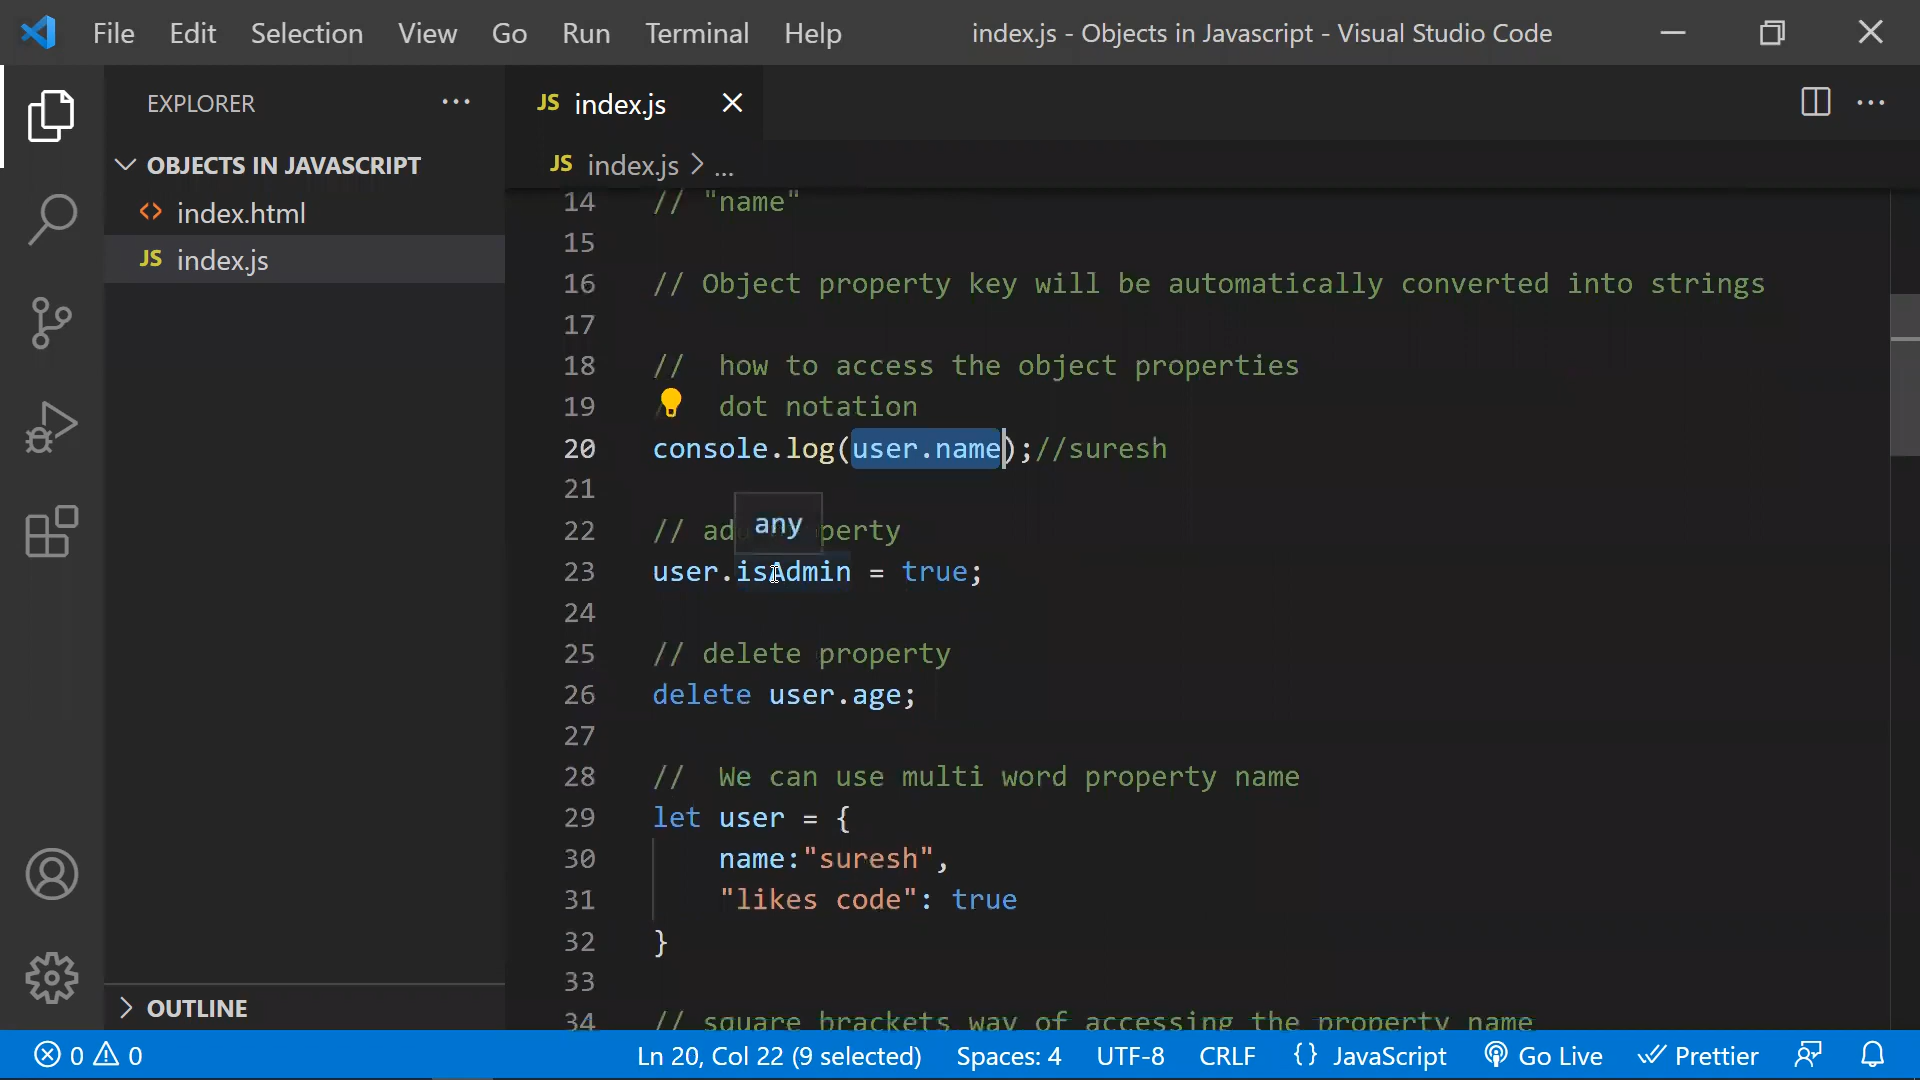 File Edit Selection View Go Run Terminal Help index.js - Objects in Javascript - Visual Studio Code
EXPLORER
JS index.js
OBJECTS IN JAVASCRIPT
JS index.js > ...
index.html
JS index.js
14 // "name"
15
16 // Object property key will be automatically converted into strings
17
18 // how to access the object properties
19 dot notation
20 console.log(user.name);//suresh
21
any
22 // ad perty
23 user.isAdmin = true;
24
25 // delete property
26 delete user.age;
27
28 // We can use multi word property name
29 let user = {
30 name:"suresh",
31 "likes code": true
32 }
33
34 // square brackets way of accessing the property name
OUTLINE
0 0 Ln 20, Col 22 (9 selected) Spaces: 4 UTF-8 CRLF {} JavaScript Go Live Prettier